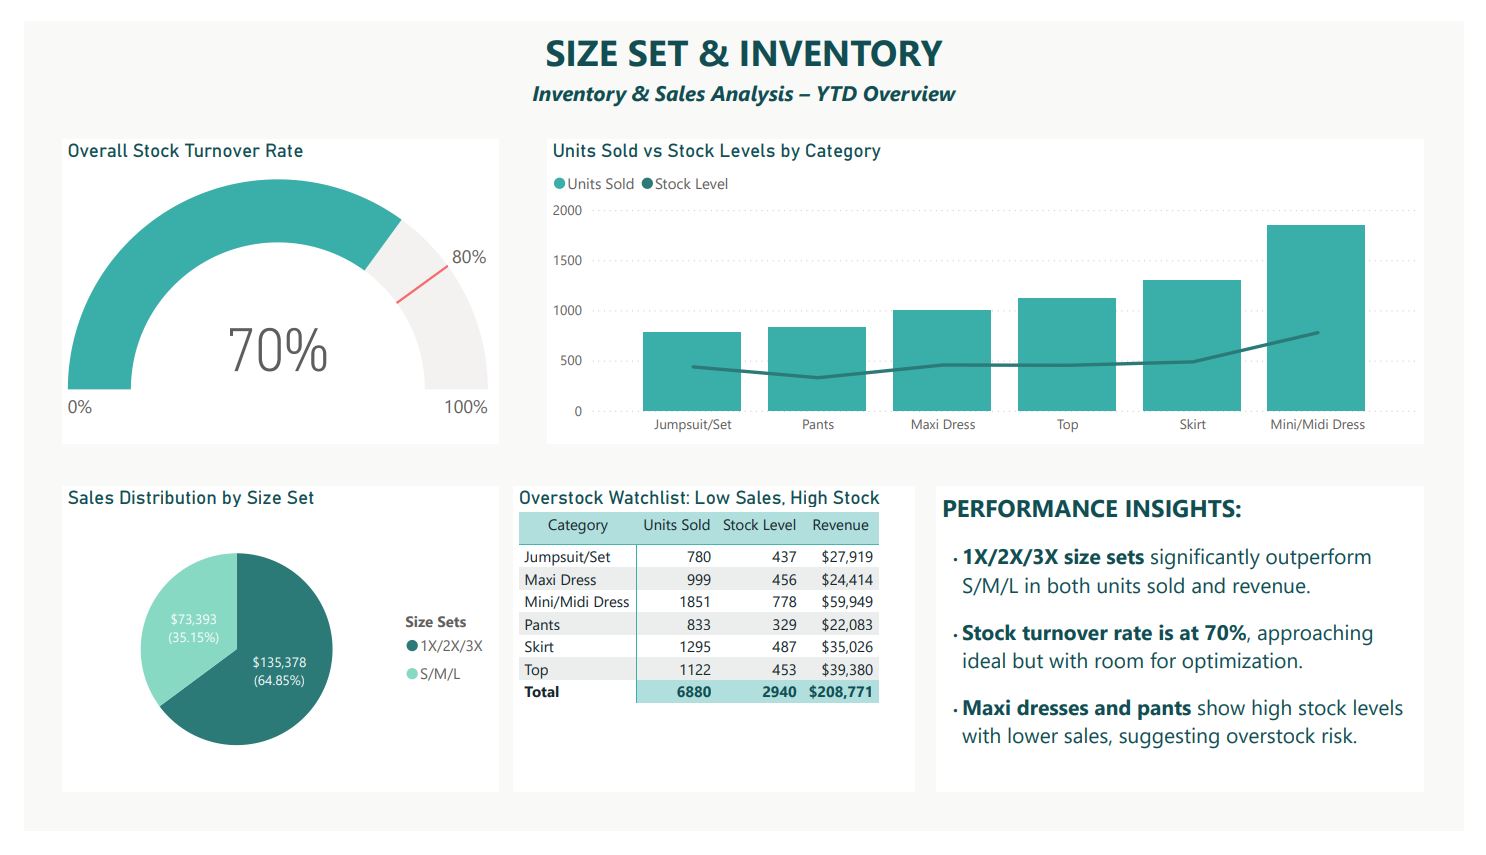 SIZE SET & INVENTORY
Inventory & Sales Analysis – YTD Overview
Overall Stock Turnover Rate
80%
70%
0%
100%
Units Sold vs Stock Levels by Category
Units Sold Stock Level
2000
1500
1000
500
0
Jumpsuit/Set Pants Maxi Dress Top Skirt Mini/Midi Dress
Sales Distribution by Size Set
$73,393
(35.15%)
$135,378
(64.85%)
Size Sets
1X/2X/3X
S/M/L
Overstock Watchlist: Low Sales, High Stock
Category Units Sold Stock Level Revenue
Jumpsuit/Set 780 437 $27,919
Maxi Dress 999 456 $24,414
Mini/Midi Dress 1851 778 $59,949
Pants 833 329 $22,083
Skirt 1295 487 $35,026
Top 1122 453 $39,380
Total 6880 2940 $208,771
PERFORMANCE INSIGHTS:
· 1X/2X/3X size sets significantly outperform
S/M/L in both units sold and revenue.
· Stock turnover rate is at 70%, approaching
ideal but with room for optimization.
· Maxi dresses and pants show high stock levels
with lower sales, suggesting overstock risk.